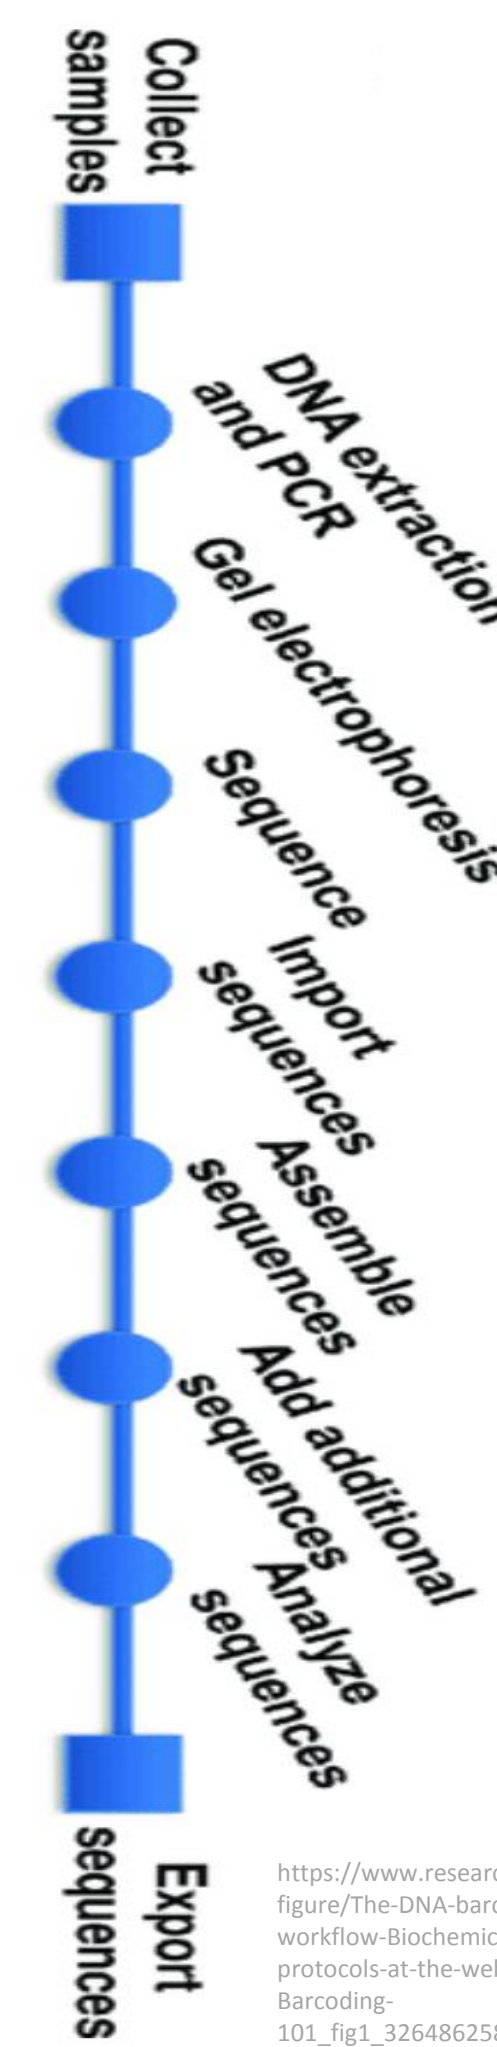 Collect
samples
DNA extraction
and PCR
Gel electrophoresis
Sequence
Import
sequences
Assemble
sequences
Add additional
sequences
Analyze
sequences
Export
sequences
https://www.researc
figure/The-DNA-barc
workflow-Biochemic
protocols-at-the-wel
Barcoding-
101_fig1_326486258